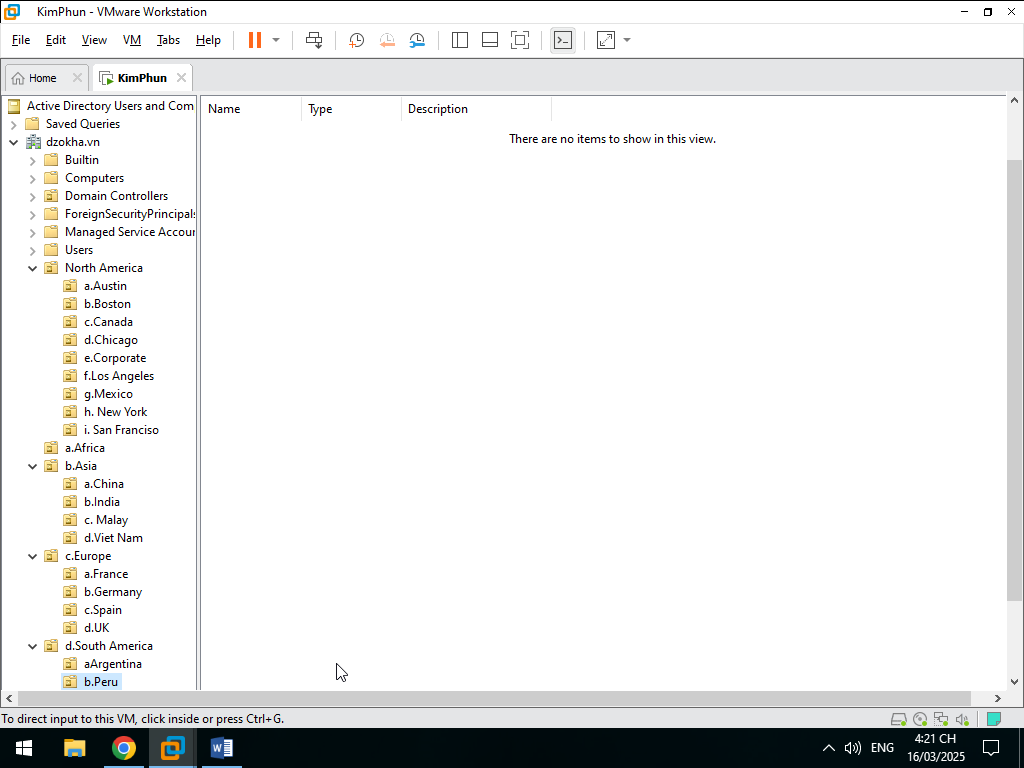 KimPhun - VMware Workstation
File Edit View VM Tabs Help
Home KimPhun
Active Directory Users and Com
Saved Queries
dzokha.vn
Builtin
Computers
Domain Controllers
ForeignSecurityPrincipals
Managed Service Accour
Users
North America
a.Austin
b.Boston
c.Canada
d.Chicago
e.Corporate
f.Los Angeles
g.Mexico
h. New York
i. San Franciso
a.Africa
b.Asia
a.China
b.India
c. Malay
d.Viet Nam
c.Europe
a.France
b.Germany
c.Spain
d.UK
d.South America
aArgentina
b.Peru
Name Type Description
There are no items to show in this view.
To direct input to this VM, click inside or press Ctrl+G.
ENG
4:21 CH
16/03/2025